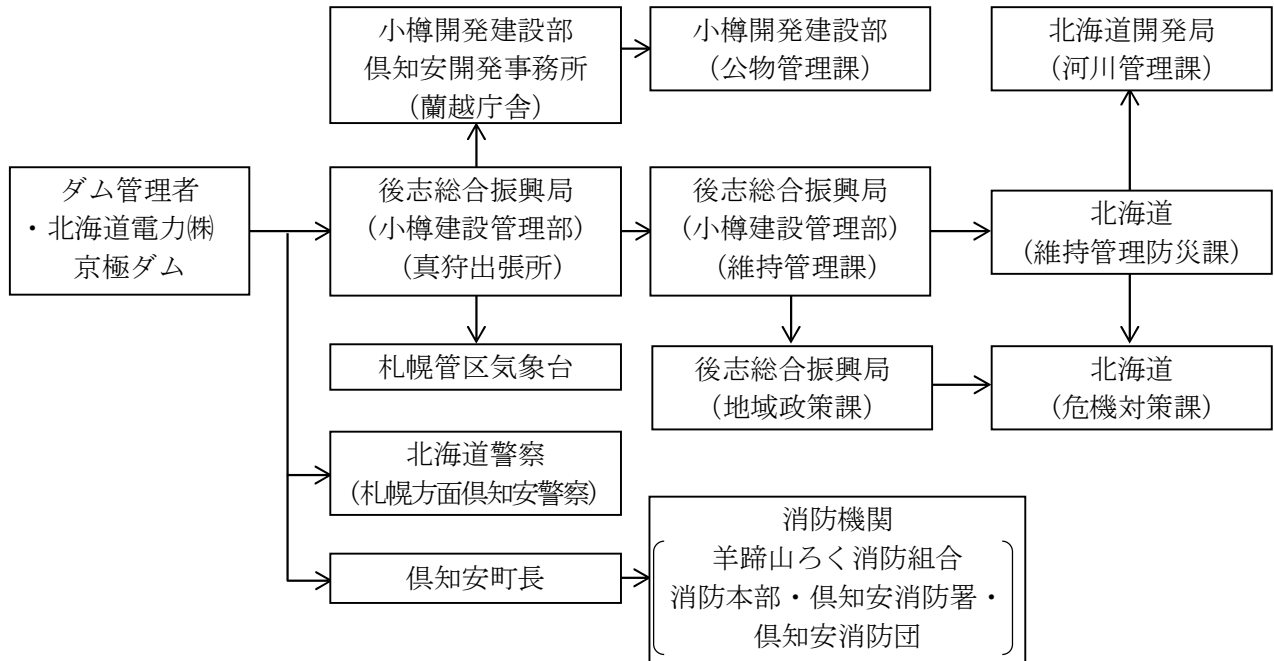 小樽開発建設部
倶知安開発事務所
（蘭越庁舎）
小樽開発建設部
（公物管理課）
北海道開発局
（河川管理課）
ダム管理者
・北海道電力㈱
京極ダム
後志総合振興局
（小樽建設管理部）
（真狩出張所）
後志総合振興局
（小樽建設管理部）
（維持管理課）
北海道
（維持管理防災課）
札幌管区気象台
後志総合振興局
（地域政策課）
北海道
（危機対策課）
北海道警察
（札幌方面倶知安警察）
倶知安町長
消防機関
羊蹄山ろく消防組合
消防本部・倶知安消防署・
倶知安消防団